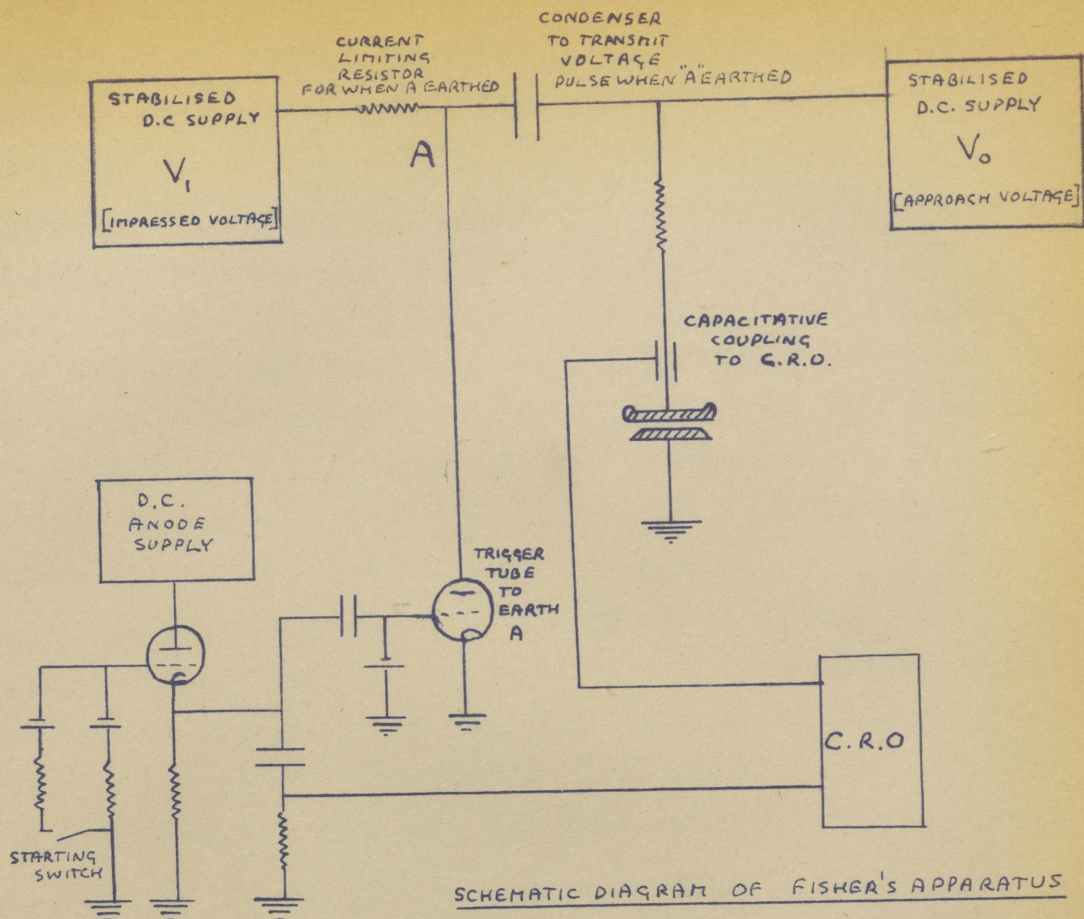 STABILISED
D.C SUPPLY
V₁
[IMPRESSED VOLTAGE]
CURRENT
LIMITING
RESISTOR
FOR WHEN A EARTHED
A
CONDENSER
TO TRANSMIT
VOLTAGE
PULSE WHEN "A" EARTHED
STABILISED
D.C. SUPPLY
V₀
[APPROACH VOLTAGE]
CAPACITATIVE
COUPLING
TO C.R.O.
D.C.
ANODE
SUPPLY
TRIGGER
TUBE
TO
EARTH
A
C.R.O
STARTING
SWITCH
SCHEMATIC DIAGRAM OF FISHER'S APPARATUS